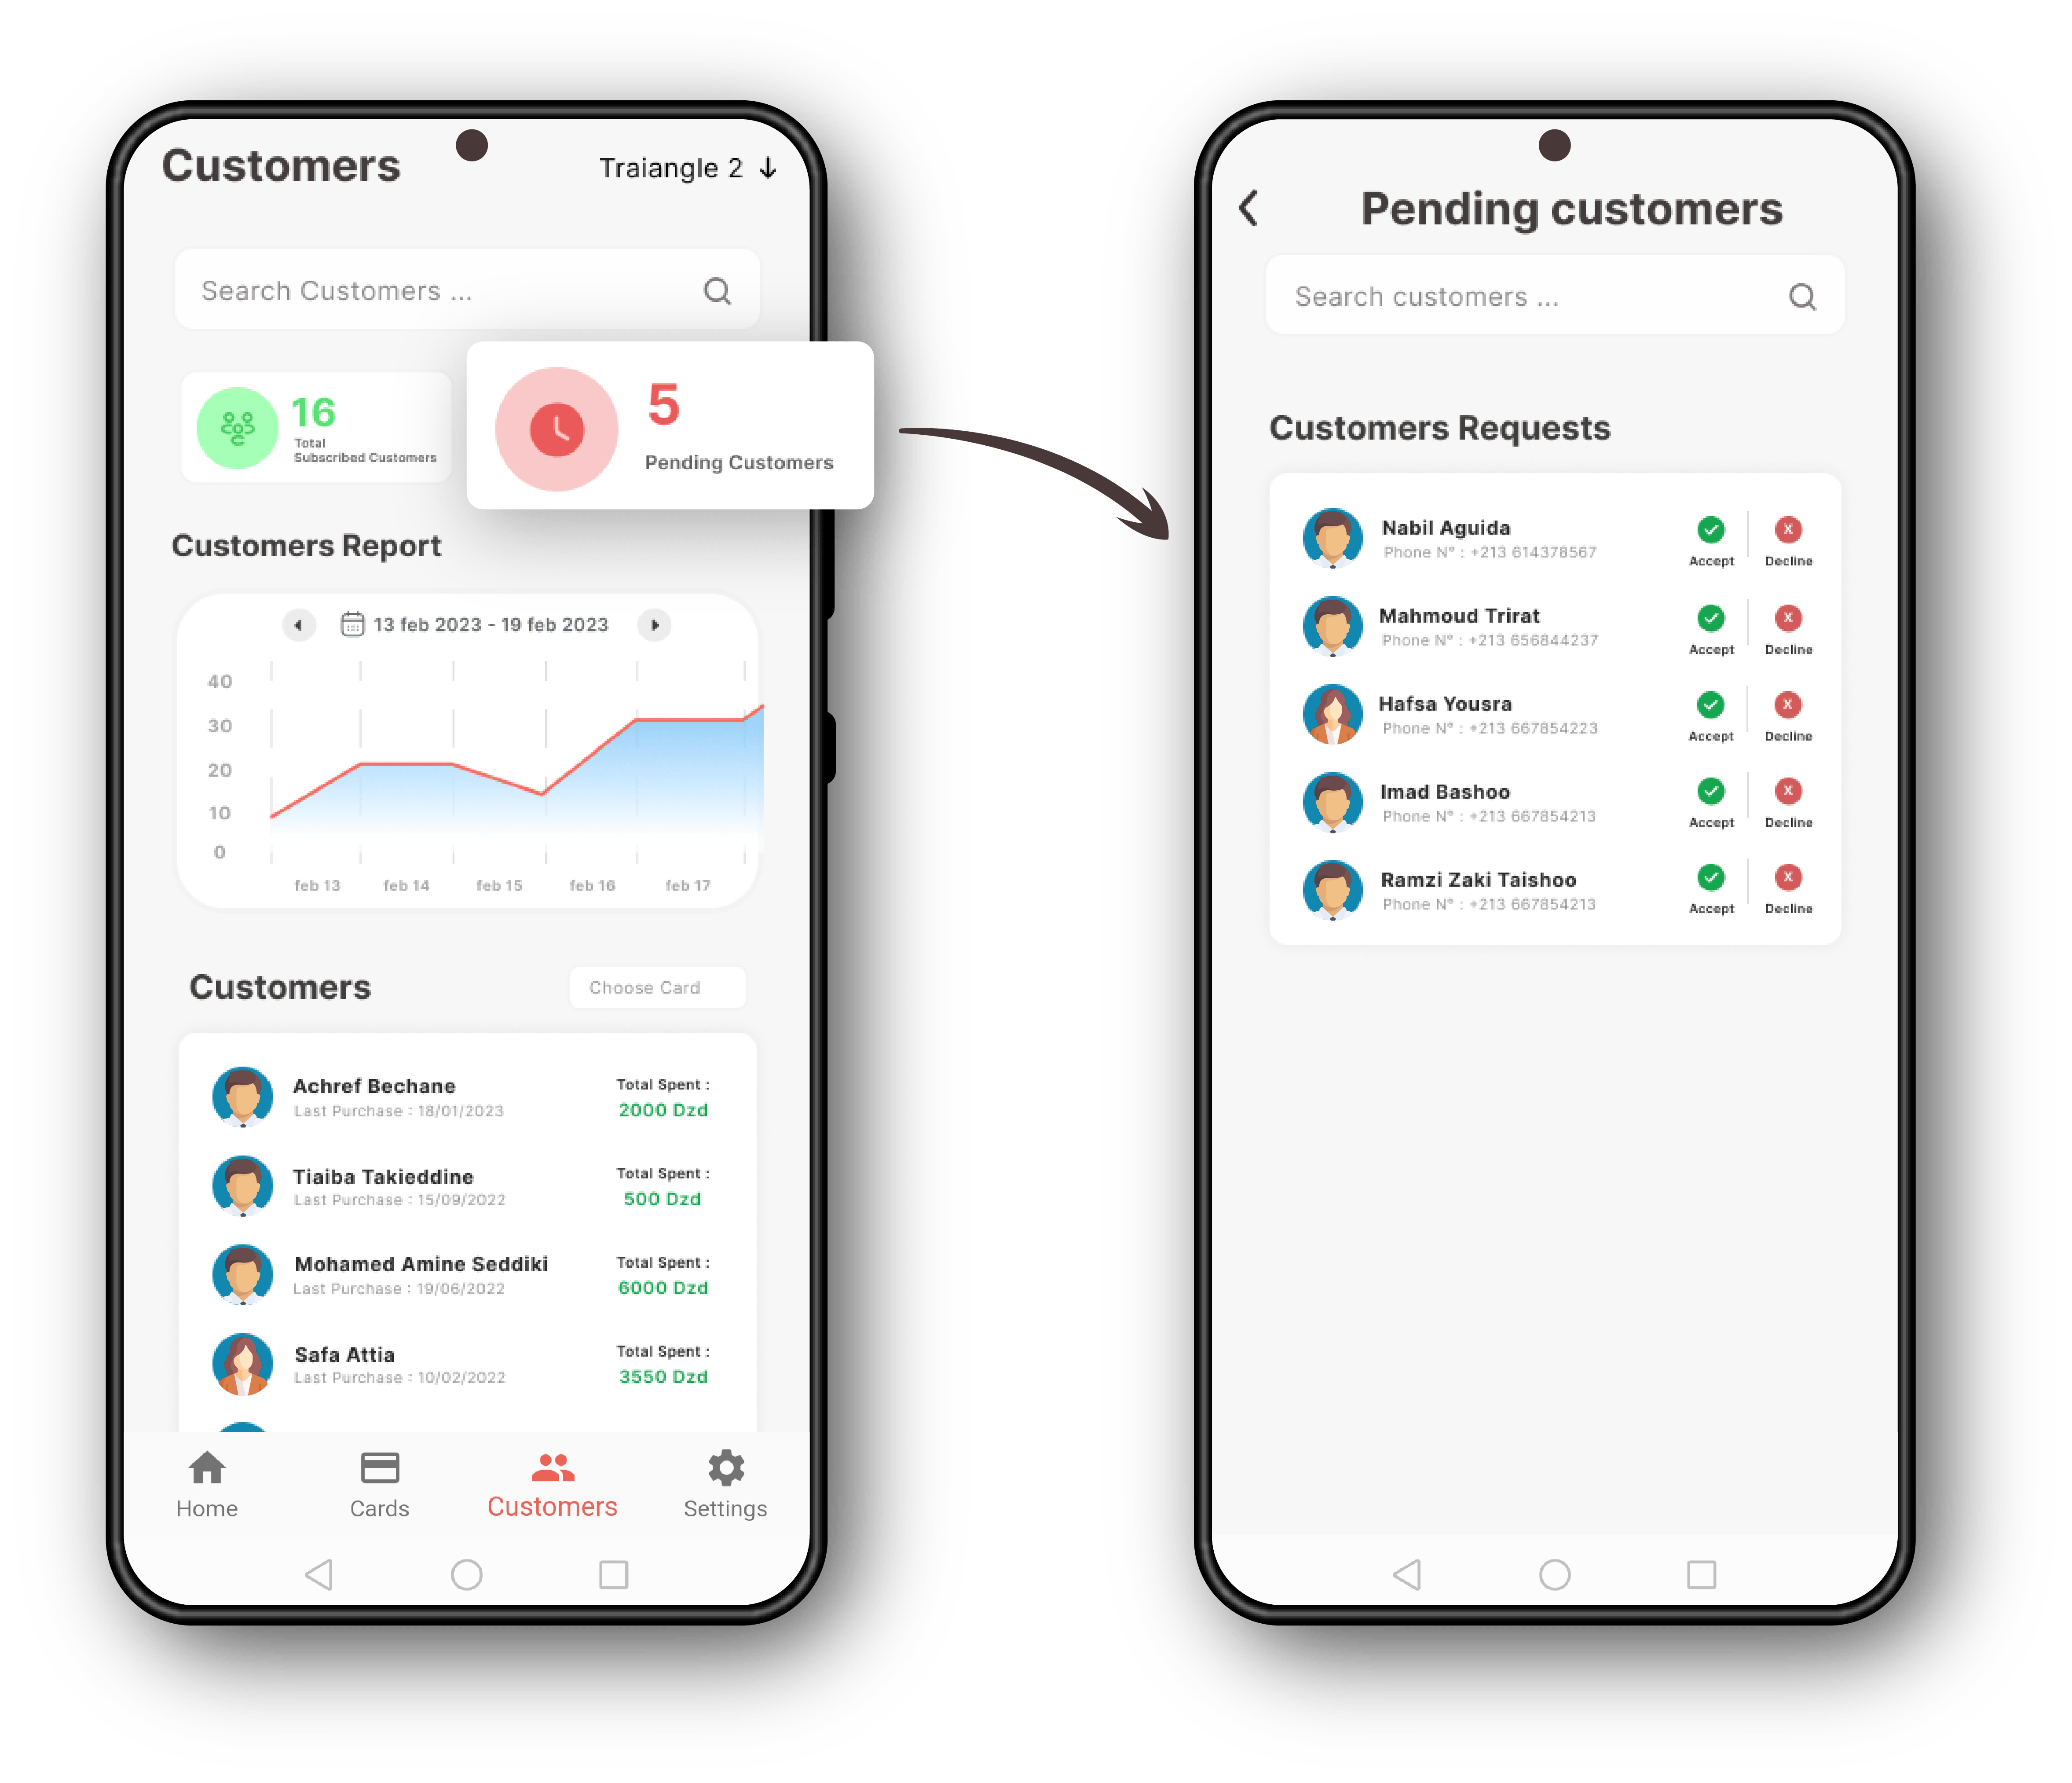 Customers
Traiangle 2
Search Customers ...
16
Total
Subscribed Customers
5
Pending Customers
Customers Report
13 feb 2023 - 19 feb 2023
40
30
20
10
0
feb 13 feb 14 feb 15 feb 16 feb 17
Customers
Choose Card
Achref Bechane
Last Purchase : 18/01/2023
Total Spent :
2000 Dzd
Tiaiba Takieddine
Last Purchase : 15/09/2022
Total Spent :
500 Dzd
Mohamed Amine Seddiki
Last Purchase : 19/06/2022
Total Spent :
6000 Dzd
Safa Attia
Last Purchase : 10/02/2022
Total Spent :
3550 Dzd
Home Cards Customers Settings
Pending customers
Search customers ...
Customers Requests
Nabil Aguida
Phone N° : +213 614378567
Accept
X
Decline
Mahmoud Trirat
Phone N° : +213 656844237
Accept
X
Decline
Hafsa Yousra
Phone N° : +213 667854223
Accept
X
Decline
Imad Bashoo
Phone N° : +213 667854213
Accept
X
Decline
Ramzi Zaki Taishoo
Phone N° : +213 667854213
Accept
X
Decline